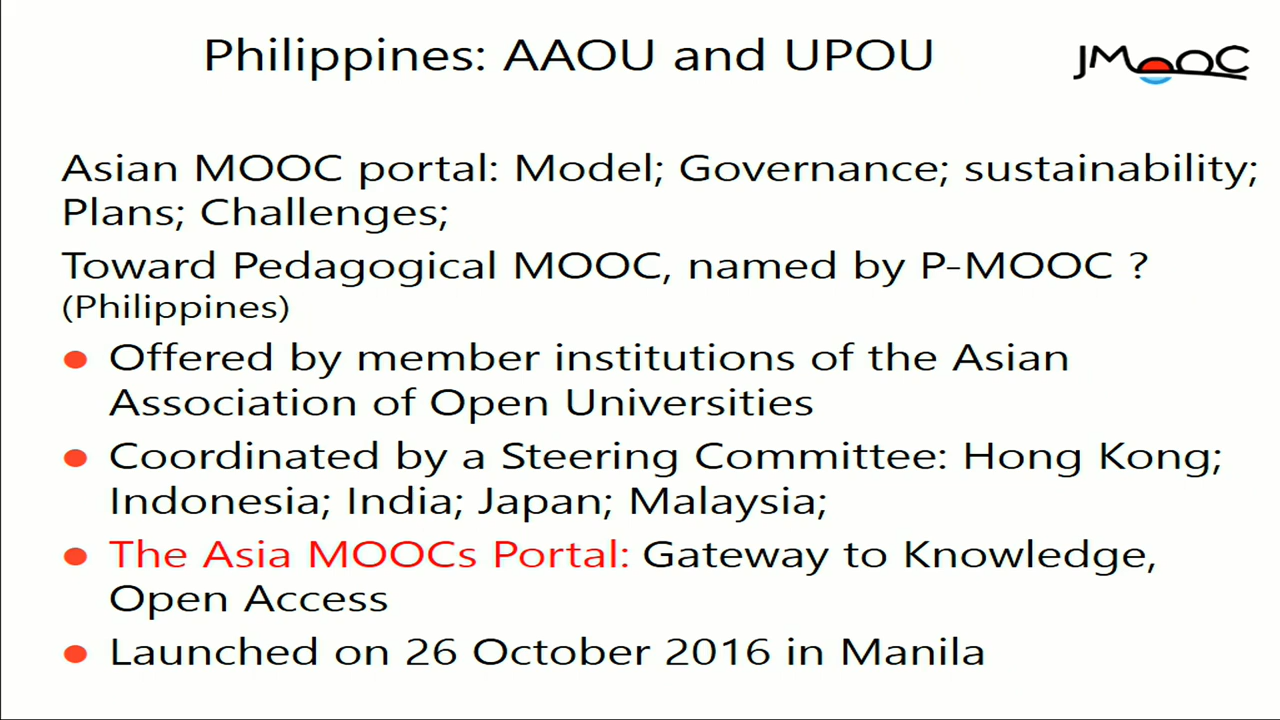 Philippines: AAOU and UPOU
JMOOC
Asian MOOC portal: Model; Governance; sustainability;
Plans; Challenges;
Toward Pedagogical MOOC, named by P-MOOC ?
(Philippines)
Offered by member institutions of the Asian
Association of Open Universities
Coordinated by a Steering Committee: Hong Kong;
Indonesia; India; Japan; Malaysia;
The Asia MOOCs Portal: Gateway to Knowledge,
Open Access
Launched on 26 October 2016 in Manila